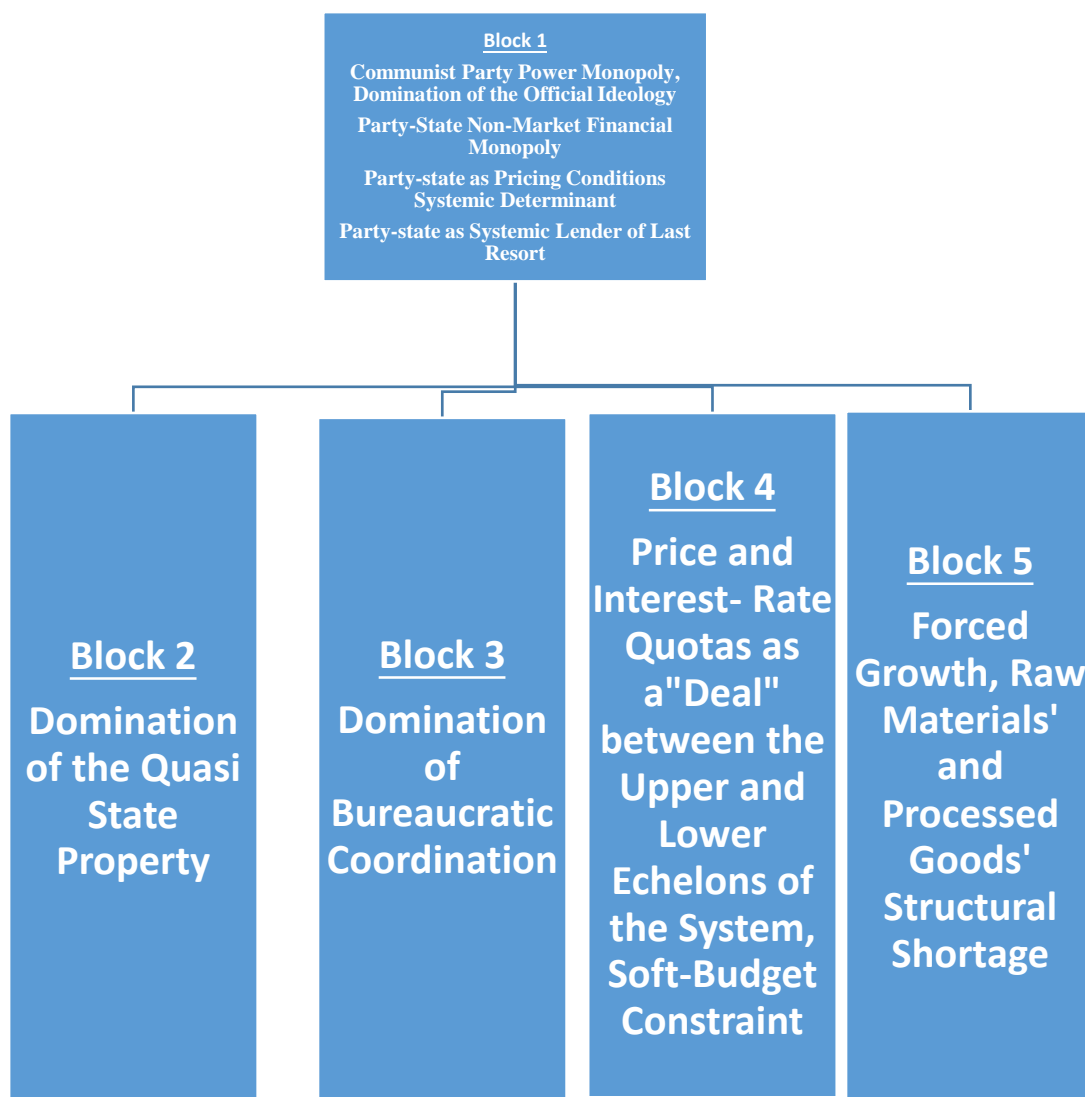 Block 1
Communist Party Power Monopoly,
Domination of the Official Ideology
Party-State Non-Market Financial
Monopoly
Party-state as Pricing Conditions
Systemic Determinant
Party-state as Systemic Lender of Last
Resort
Block 2
Domination
of the Quasi
State
Property
Block 3
Domination
of
Bureaucratic
Coordination
Block 4
Price and
Interest- Rate
Quotas as
a"Deal"
between the
Upper and
Lower
Echelons of
the System,
Soft-Budget
Constraint
Block 5
Forced
Growth, Raw
Materials'
and
Processed
Goods'
Structural
Shortage